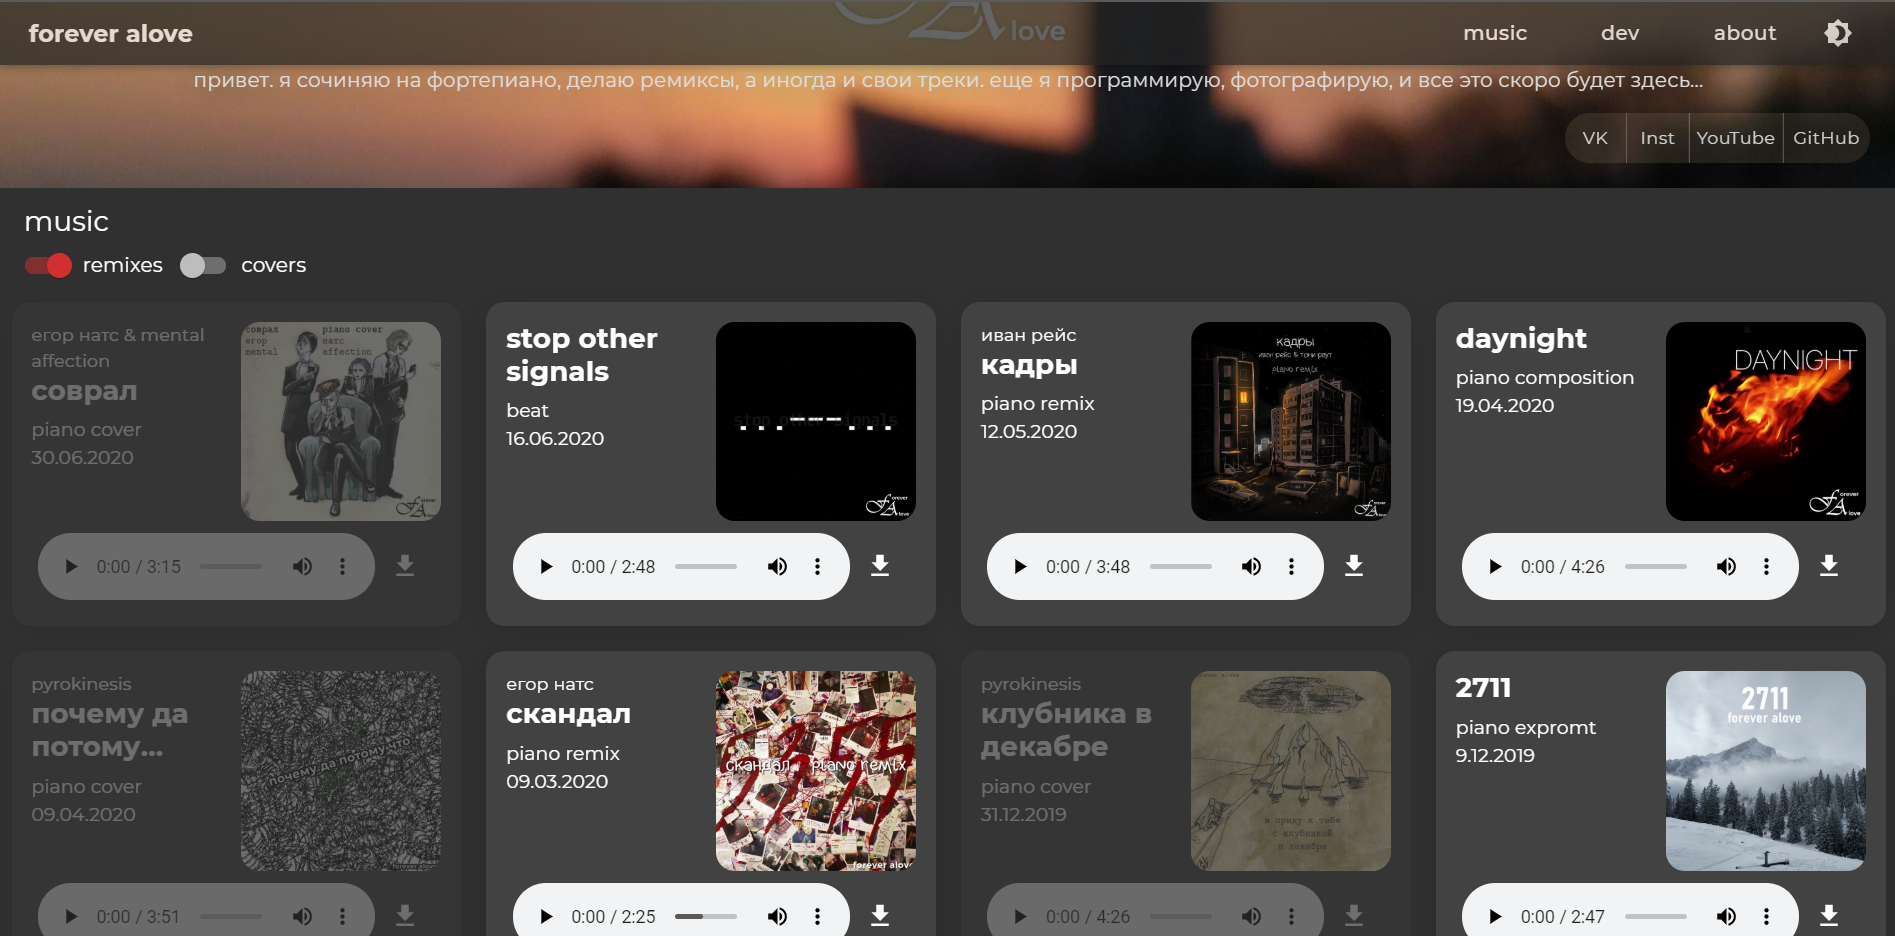 forever alove
music
dev
about
love
привет. я сочиняю на фортепиано, делаю ремиксы, а иногда и свои треки. еще я программирую, фотографирую, и все это скоро будет здесь...
VK
Inst
YouTube
GitHub
music
remixes
covers
егор натс & mental
affection
соврал
piano cover
30.06.2020
соврал piano cover
егор натс
mental affection
0:00 / 3:15
stop other
signals
beat
16.06.2020
stop other signals
forever
alove
0:00 / 2:48
иван рейс
кадры
piano remix
12.05.2020
кадры
иван рейс & тони раут
piano remix
0:00 / 3:48
daynight
piano composition
19.04.2020
DAYNIGHT
forever
alove
0:00 / 4:26
pyrokinesis
почему да
потому...
piano cover
09.04.2020
почему да потому что
forever alove
0:00 / 3:51
егор натс
скандал
piano remix
09.03.2020
скандал piano remix
forever alove
0:00 / 2:25
pyrokinesis
клубника в
декабре
piano cover
31.12.2019
я приду к тебе
с клубникой
в декабре
0:00 / 4:26
2711
piano expromt
9.12.2019
2711
forever alove
0:00 / 2:47